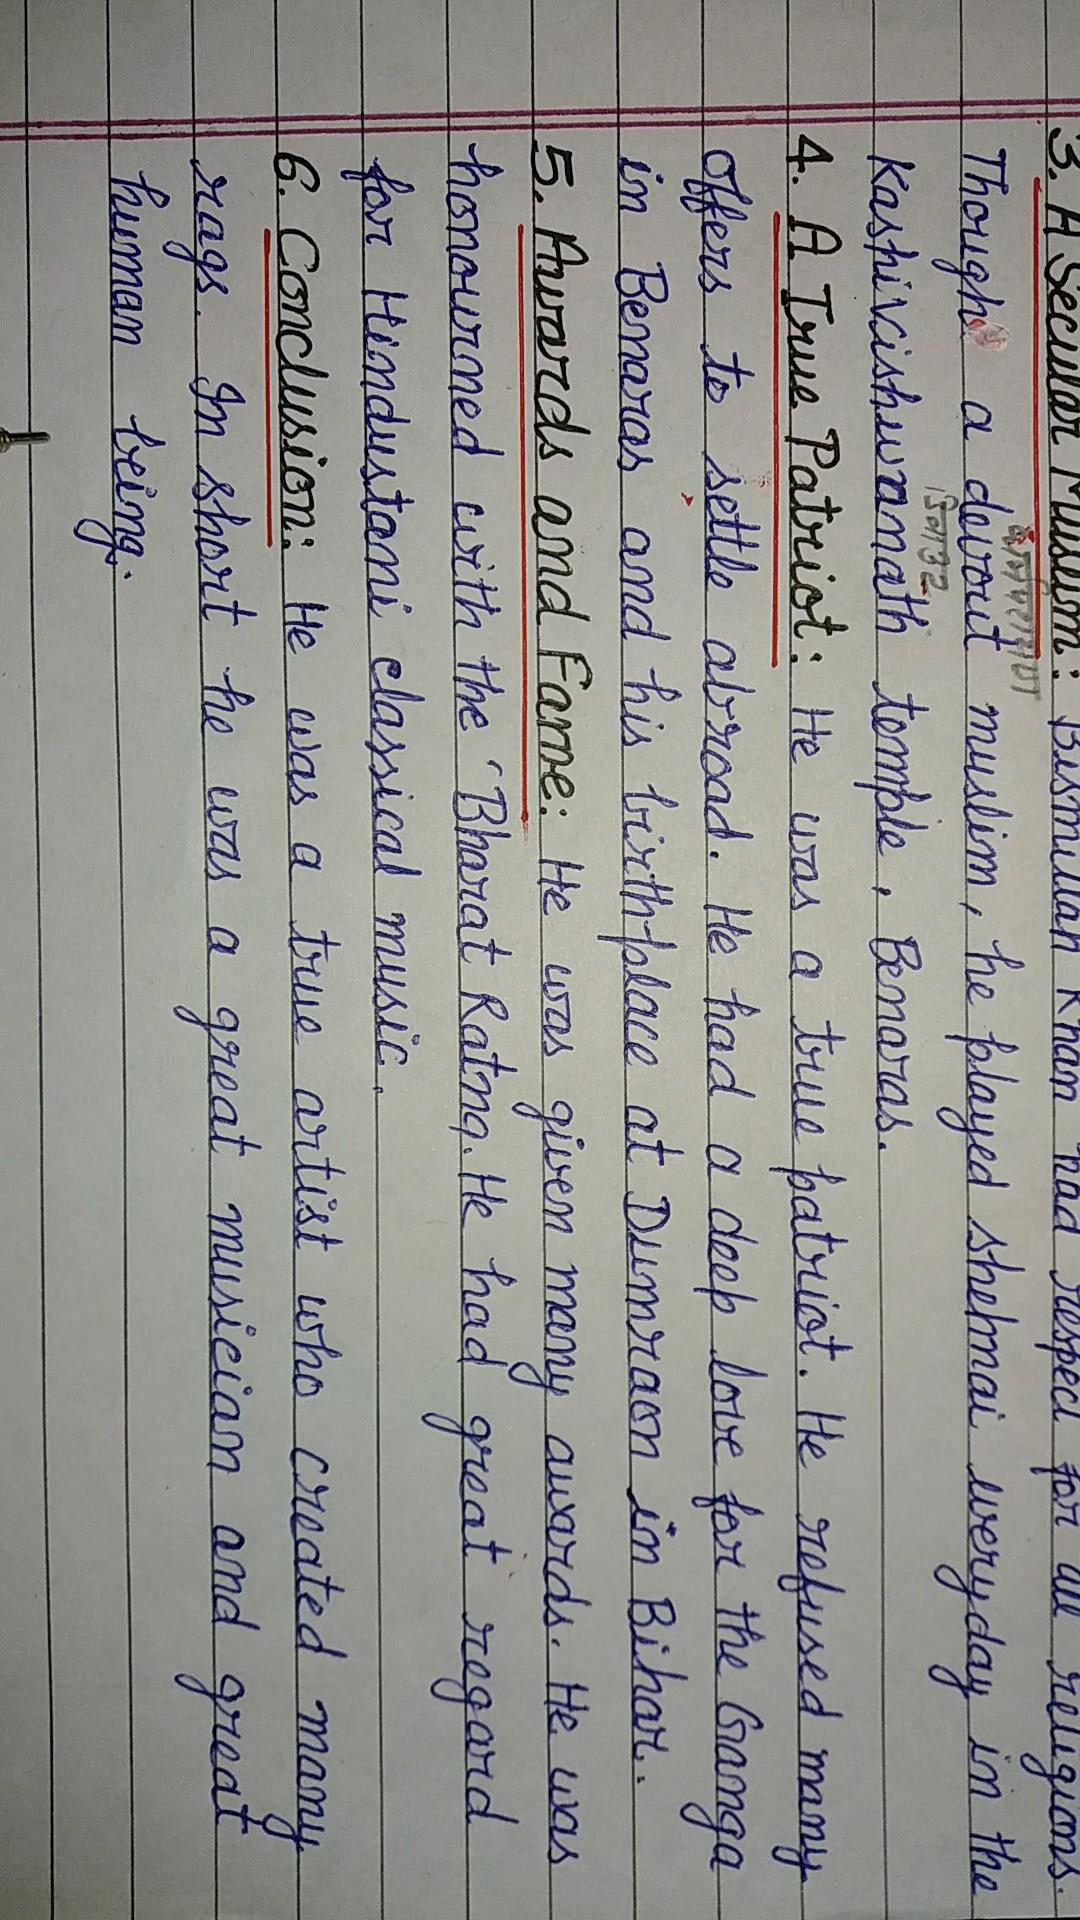 3. A Secular Muslim: Bismillah Khan had respect for all religions.
Though a devout muslim, he played shehnai everyday in the
Kashivishwanath temple, Benaras.
4. A True Patriot: He was a true patriot. He refused many
offers to settle abroad. He had a deep love for the Ganga
in Benaras and his birth-place at Dumraon in Bihar.
5. Awards and Fame: He was given many awards. He was
honoured with the 'Bharat Ratna. He had great regard
for Hindustani classical music.
6. Conclusion: He was a true artist who created many
rags. In short he was a great musician and great
human being.